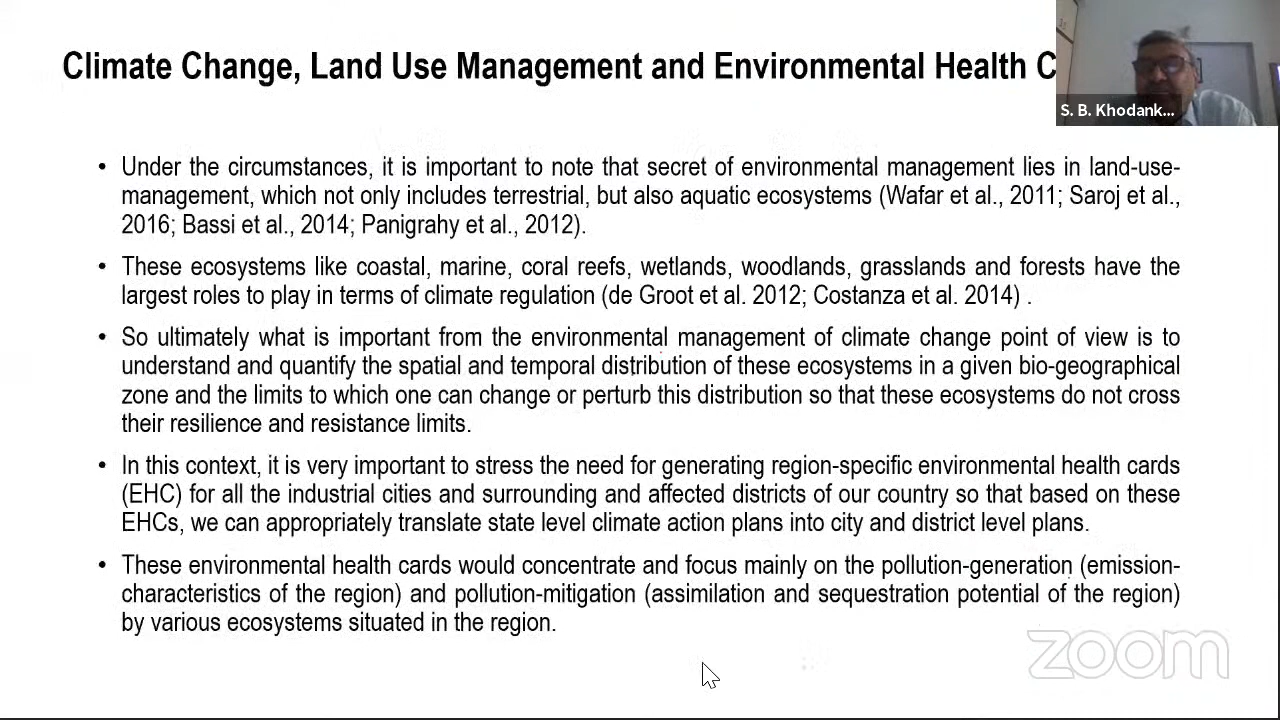 Climate Change, Land Use Management and Environmental Health C
S. B. Khodank...
• Under the circumstances, it is important to note that secret of environmental management lies in land-use-
management, which not only includes terrestrial, but also aquatic ecosystems (Wafar et al., 2011; Saroj et al.,
2016; Bassi et al., 2014; Panigrahy et al., 2012).
• These ecosystems like coastal, marine, coral reefs, wetlands, woodlands, grasslands and forests have the
largest roles to play in terms of climate regulation (de Groot et al. 2012; Costanza et al. 2014) .
• So ultimately what is important from the environmental management of climate change point of view is to
understand and quantify the spatial and temporal distribution of these ecosystems in a given bio-geographical
zone and the limits to which one can change or perturb this distribution so that these ecosystems do not cross
their resilience and resistance limits.
• In this context, it is very important to stress the need for generating region-specific environmental health cards
(EHC) for all the industrial cities and surrounding and affected districts of our country so that based on these
EHCs, we can appropriately translate state level climate action plans into city and district level plans.
• These environmental health cards would concentrate and focus mainly on the pollution-generation (emission-
characteristics of the region) and pollution-mitigation (assimilation and sequestration potential of the region)
by various ecosystems situated in the region.
zoom